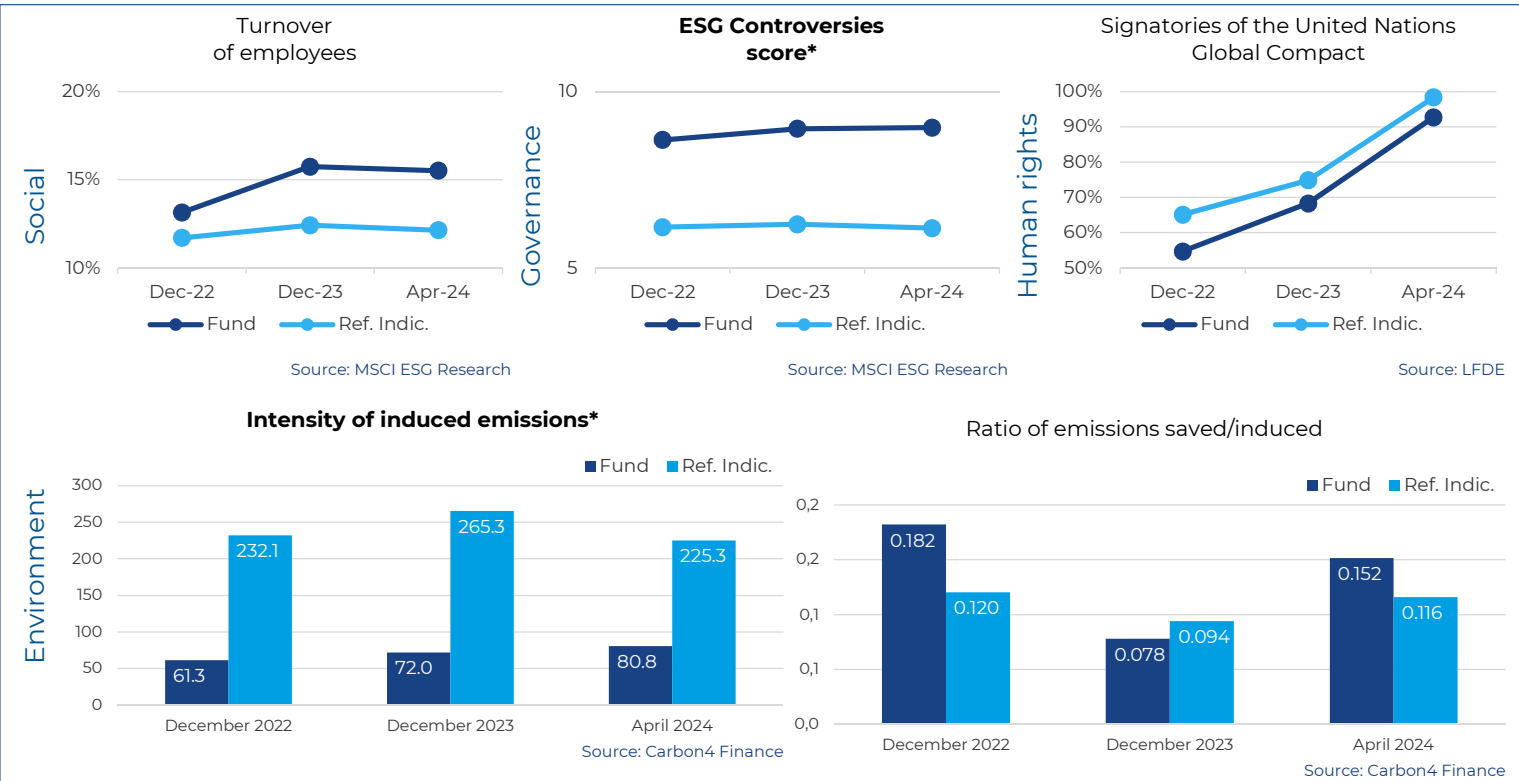 Turnover
of employees
Social
20%
15%
10%
Dec-22 Dec-23 Apr-24
Fund Ref. Indic.
Source: MSCI ESG Research
ESG Controversies
score*
Governance
10
5
Dec-22 Dec-23 Apr-24
Fund Ref. Indic.
Source: MSCI ESG Research
Signatories of the United Nations
Global Compact
Human rights
100%
90%
80%
70%
60%
50%
Dec-22 Dec-23 Apr-24
Fund Ref. Indic.
Source: LFDE
Intensity of induced emissions*
Environment
Fund Ref. Indic.
300
250
200
150
100
50
0
61.3 232.1 72.0 265.3 80.8 225.3
December 2022 December 2023 April 2024
Source: Carbon4 Finance
Ratio of emissions saved/induced
Fund Ref. Indic.
0,2
0,2
0,1
0,1
0,0
0.182 0.120 0.078 0.094 0.152 0.116
December 2022 December 2023 April 2024
Source: Carbon4 Finance